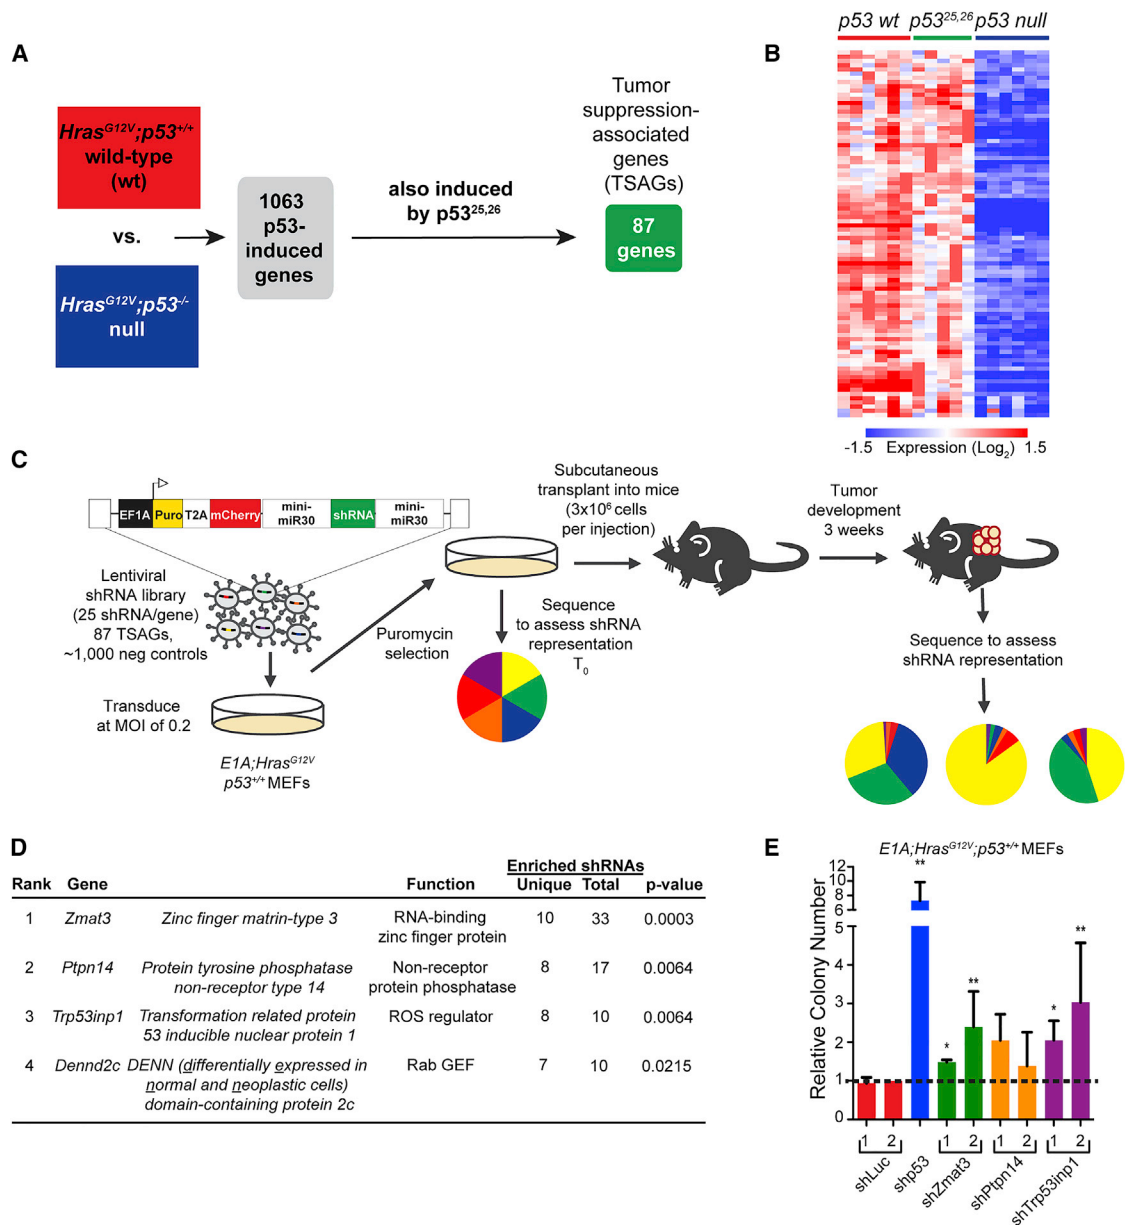 A
Hras^G12V;p53^+/+
wild-type
(wt)
vs.
Hras^G12V;p53^-/-
null
1063
p53-
induced
genes
also induced
by p53^25,26
Tumor
suppression-
associated
genes
(TSAGs)
87
genes
B
p53 wt p53^25,26 p53 null
-1.5 Expression (Log2) 1.5
C
EF1A Puro T2A mCherry mini-miR30 shRNA mini-miR30
Lentiviral
shRNA library
(25 shRNA/gene)
87 TSAGs,
~1,000 neg controls
Transduce
at MOI of 0.2
E1A;Hras^G12V
p53^+/+ MEFs
Puromycin
selection
Sequence
to assess shRNA
representation
T0
Subcutaneous
transplant into mice
(3x10^6 cells
per injection)
Tumor
development
3 weeks
Sequence to assess
shRNA representation
D
Enriched shRNAs
Rank Gene Function Unique Total p-value
1 Zmat3 Zinc finger matrin-type 3 RNA-binding 10 33 0.0003
zinc finger protein
2 Ptpn14 Protein tyrosine phosphatase Non-receptor 8 17 0.0064
non-receptor type 14 protein phosphatase
3 Trp53inp1 Transformation related protein ROS regulator 8 10 0.0064
53 inducible nuclear protein 1
4 Dennd2c DENN (differentially expressed in Rab GEF 7 10 0.0215
normal and neoplastic cells)
domain-containing protein 2c
E
E1A;Hras^G12V;p53^+/+ MEFs
Relative Colony Number
12
10
8
6
5
4
3
2
1
0
**
*
**
*
**
1 2 1 2 1 2 1 2
shLuc
shp53
shZmat3
shPtpn14
shTrp53inp1